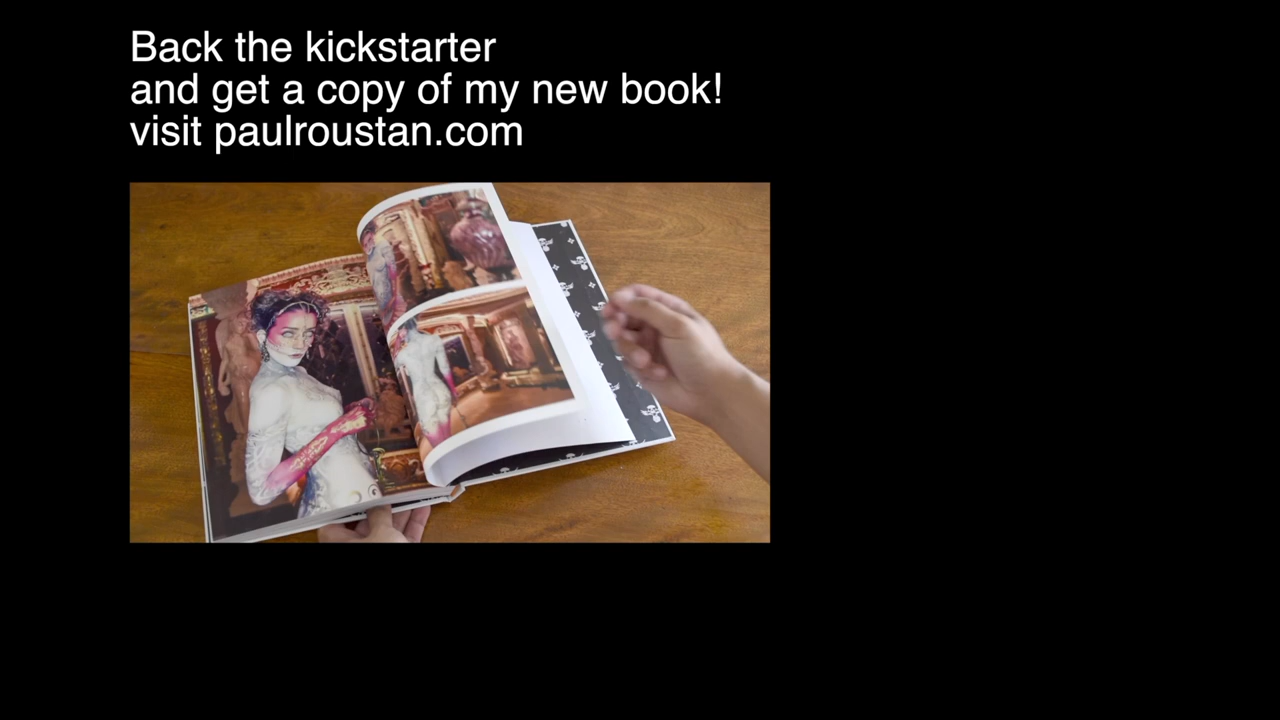 Back the kickstarter
and get a copy of my new book!
visit paulroustan.com